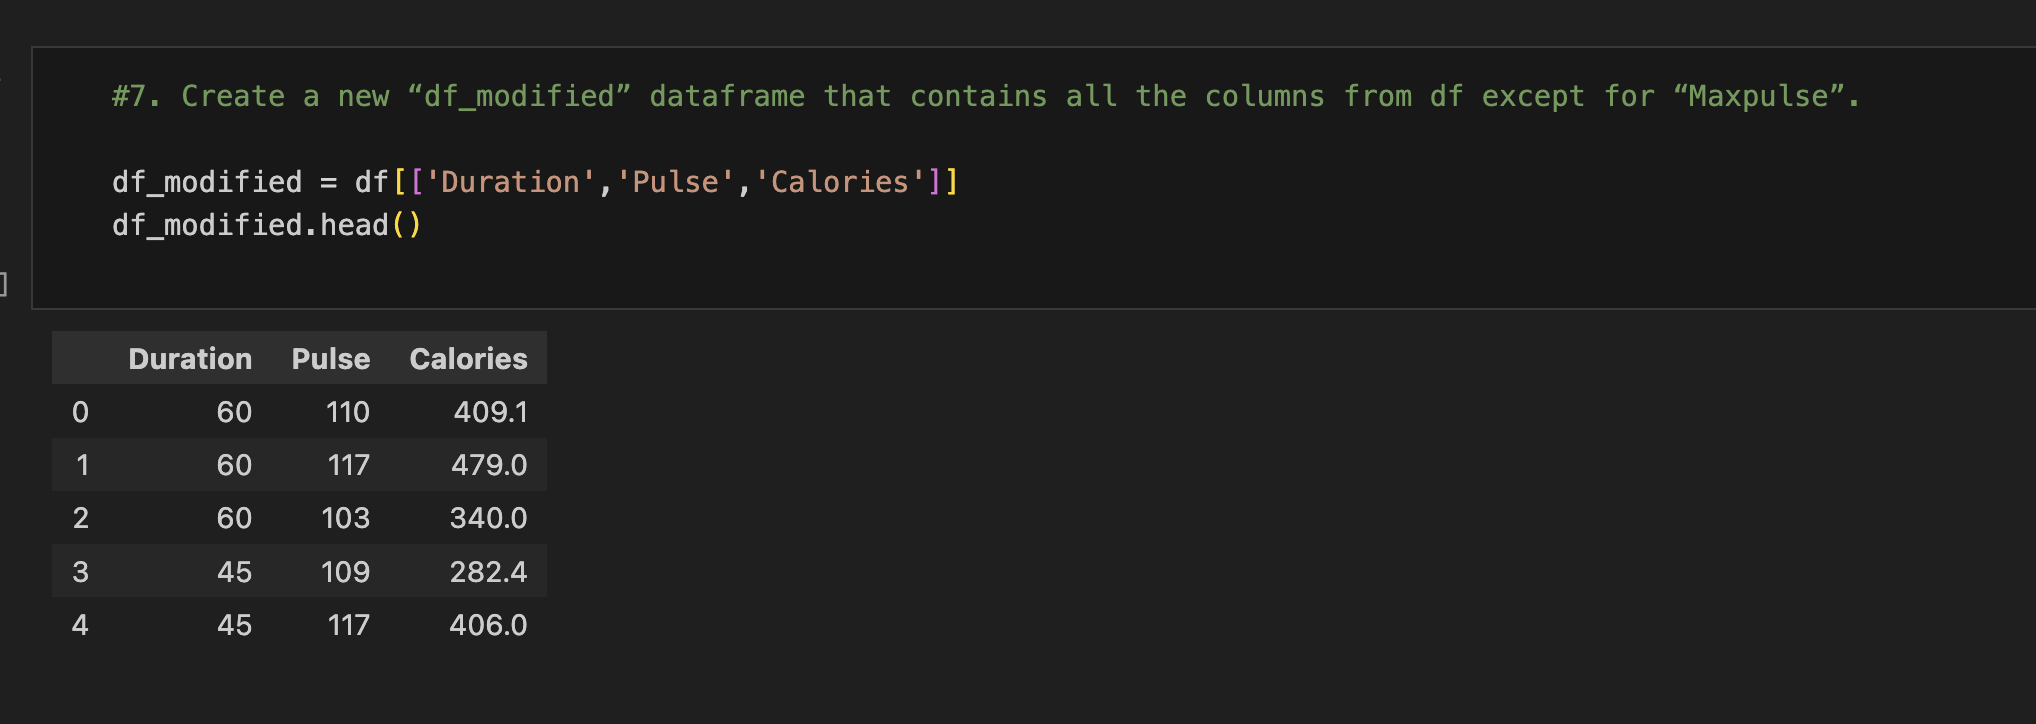 #7. Create a new “df_modified” dataframe that contains all the columns from df except for “Maxpulse”.
df_modified = df[['Duration','Pulse','Calories']]
df_modified.head()
]
Duration Pulse Calories
0 60 110 409.1
1 60 117 479.0
2 60 103 340.0
3 45 109 282.4
4 45 117 406.0